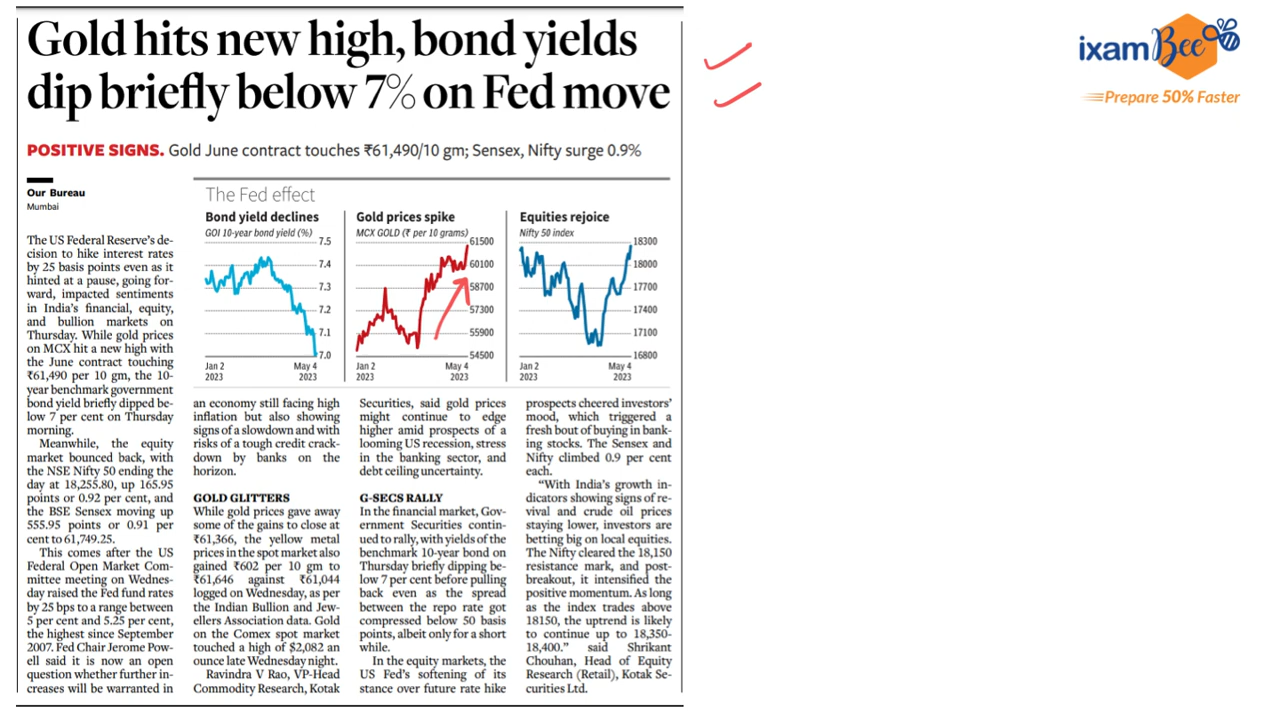 Gold hits new high, bond yields
dip briefly below 7% on Fed move
POSITIVE SIGNS. Gold June contract touches ₹61,490/10 gm; Sensex, Nifty surge 0.9%
Our Bureau
Mumbai
The US Federal Reserve's de-
cision to hike interest rates
by 25 basis points even as it
hinted at a pause, going for-
ward, impacted sentiments
in India's financial, equity,
and bullion markets on
Thursday. While gold prices
on MCX hit a new high with
the June contract touching
₹61,490 per 10 gm, the 10-
year benchmark government
bond yield briefly dipped be-
low 7 per cent on Thursday
morning.
Meanwhile, the equity
market bounced back, with
the NSE Nifty 50 ending the
day at 18,255.80, up 165.95
points or 0.92 per cent, and
the BSE Sensex moving up
555.95 points or 0.91 per
cent to 61,749.25.
This comes after the US
Federal Open Market Com-
mittee meeting on Wednes-
day raised the Fed fund rates
by 25 bps to a range between
5 per cent and 5.25 per cent,
the highest since September
2007. Fed Chair Jerome Pow-
ell said it is now an open
question whether further in-
creases will be warranted in
The Fed effect
Bond yield declines
GOI 10-year bond yield (%)
7.5
7.4
7.3
7.2
7.1
7.0
Jan 2
2023
May 4
2023
Gold prices spike
MCX GOLD (₹ per 10 grams)
61500
60100
58700
57300
55900
54500
Jan 2
2023
May 4
2023
Equities rejoice
Nifty 50 index
18300
18000
17700
17400
17100
16800
Jan 2
2023
May 4
2023
an economy still facing high
inflation but also showing
signs of a slowdown and with
risks of a tough credit crack-
down by banks on the
horizon.
GOLD GLITTERS
While gold prices gave away
some of the gains to close at
₹61,366, the yellow metal
prices in the spot market also
gained ₹602 per 10 gm to
₹61,646 against ₹61,044
logged on Wednesday, as per
the Indian Bullion and Jew-
ellers Association data. Gold
on the Comex spot market
touched a high of $2,082 an
ounce late Wednesday night.
Ravindra V Rao, VP-Head
Commodity Research, Kotak
Securities, said gold prices
might continue to edge
higher amid prospects of a
looming US recession, stress
in the banking sector, and
debt ceiling uncertainty.
G-SECS RALLY
In the financial market, Gov-
ernment Securities contin-
ued to rally, with yields of the
benchmark 10-year bond on
Thursday briefly dipping be-
low 7 per cent before pulling
back even as the spread
between the repo rate got
compressed below 50 basis
points, albeit only for a short
while.
In the equity markets, the
US Fed's softening of its
stance over future rate hike
prospects cheered investors'
mood, which triggered a
fresh bout of buying in bank-
ing stocks. The Sensex and
Nifty climbed 0.9 per cent
each.
"With India's growth in-
dicators showing signs of re-
vival and crude oil prices
staying lower, investors are
betting big on local equities.
The Nifty cleared the 18,150
resistance mark, and post-
breakout, it intensified the
positive momentum. As long
as the index trades above
18150, the uptrend is likely
to continue up to 18,350-
18,400." said Shrikant
Chouhan, Head of Equity
Research (Retail), Kotak Se-
curities Ltd.
ixamBee
Prepare 50% Faster